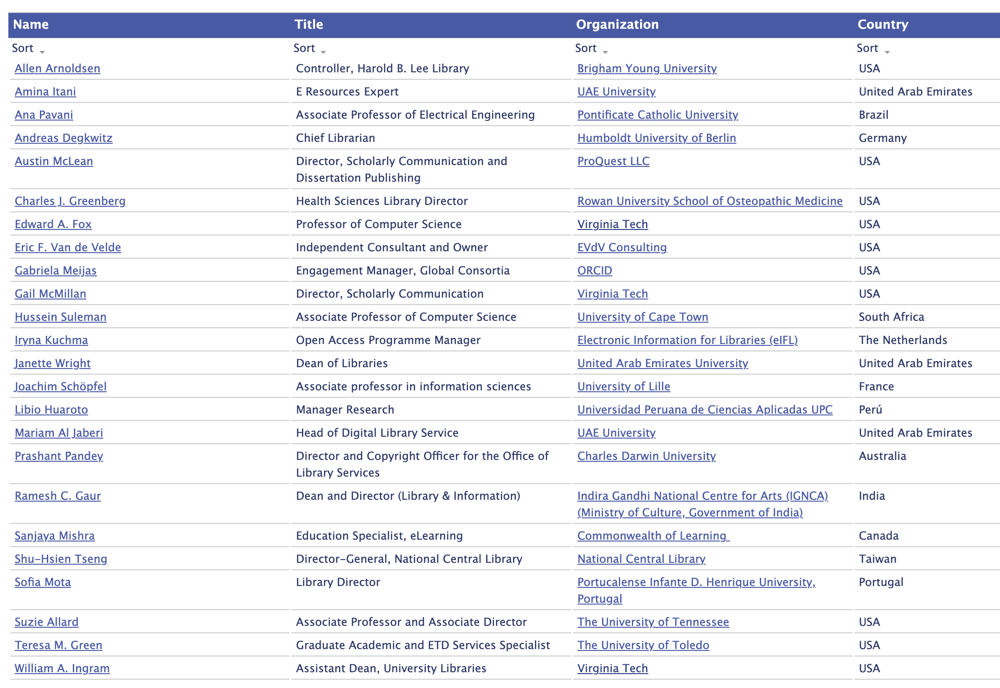 Name Title Organization Country
Sort Sort Sort Sort
Allen Arnoldsen Controller, Harold B. Lee Library Brigham Young University USA
Amina Itani E Resources Expert UAE University United Arab Emirates
Ana Pavani Associate Professor of Electrical Engineering Pontificate Catholic University Brazil
Andreas Degkwitz Chief Librarian Humboldt University of Berlin Germany
Austin McLean Director, Scholarly Communication and ProQuest LLC USA
Dissertation Publishing
Charles J. Greenberg Health Sciences Library Director Rowan University School of Osteopathic Medicine USA
Edward A. Fox Professor of Computer Science Virginia Tech USA
Eric F. Van de Velde Independent Consultant and Owner EVdV Consulting USA
Gabriela Meijas Engagement Manager, Global Consortia ORCID USA
Gail McMillan Director, Scholarly Communication Virginia Tech USA
Hussein Suleman Associate Professor of Computer Science University of Cape Town South Africa
Iryna Kuchma Open Access Programme Manager Electronic Information for Libraries (eIFL) The Netherlands
Janette Wright Dean of Libraries United Arab Emirates University United Arab Emirates
Joachim Schöpfel Associate professor in information sciences University of Lille France
Libio Huaroto Manager Research Universidad Peruana de Ciencias Aplicadas UPC Perú
Mariam Al Jaberi Head of Digital Library Service UAE University United Arab Emirates
Prashant Pandey Director and Copyright Officer for the Office of Charles Darwin University Australia
Library Services
Ramesh C. Gaur Dean and Director (Library & Information) Indira Gandhi National Centre for Arts (IGNCA) India
(Ministry of Culture, Government of India)
Sanjaya Mishra Education Specialist, eLearning Commonwealth of Learning Canada
Shu-Hsien Tseng Director-General, National Central Library National Central Library Taiwan
Sofia Mota Library Director Portucalense Infante D. Henrique University, Portugal
Portugal
Suzie Allard Associate Professor and Associate Director The University of Tennessee USA
Teresa M. Green Graduate Academic and ETD Services Specialist The University of Toledo USA
William A. Ingram Assistant Dean, University Libraries Virginia Tech USA